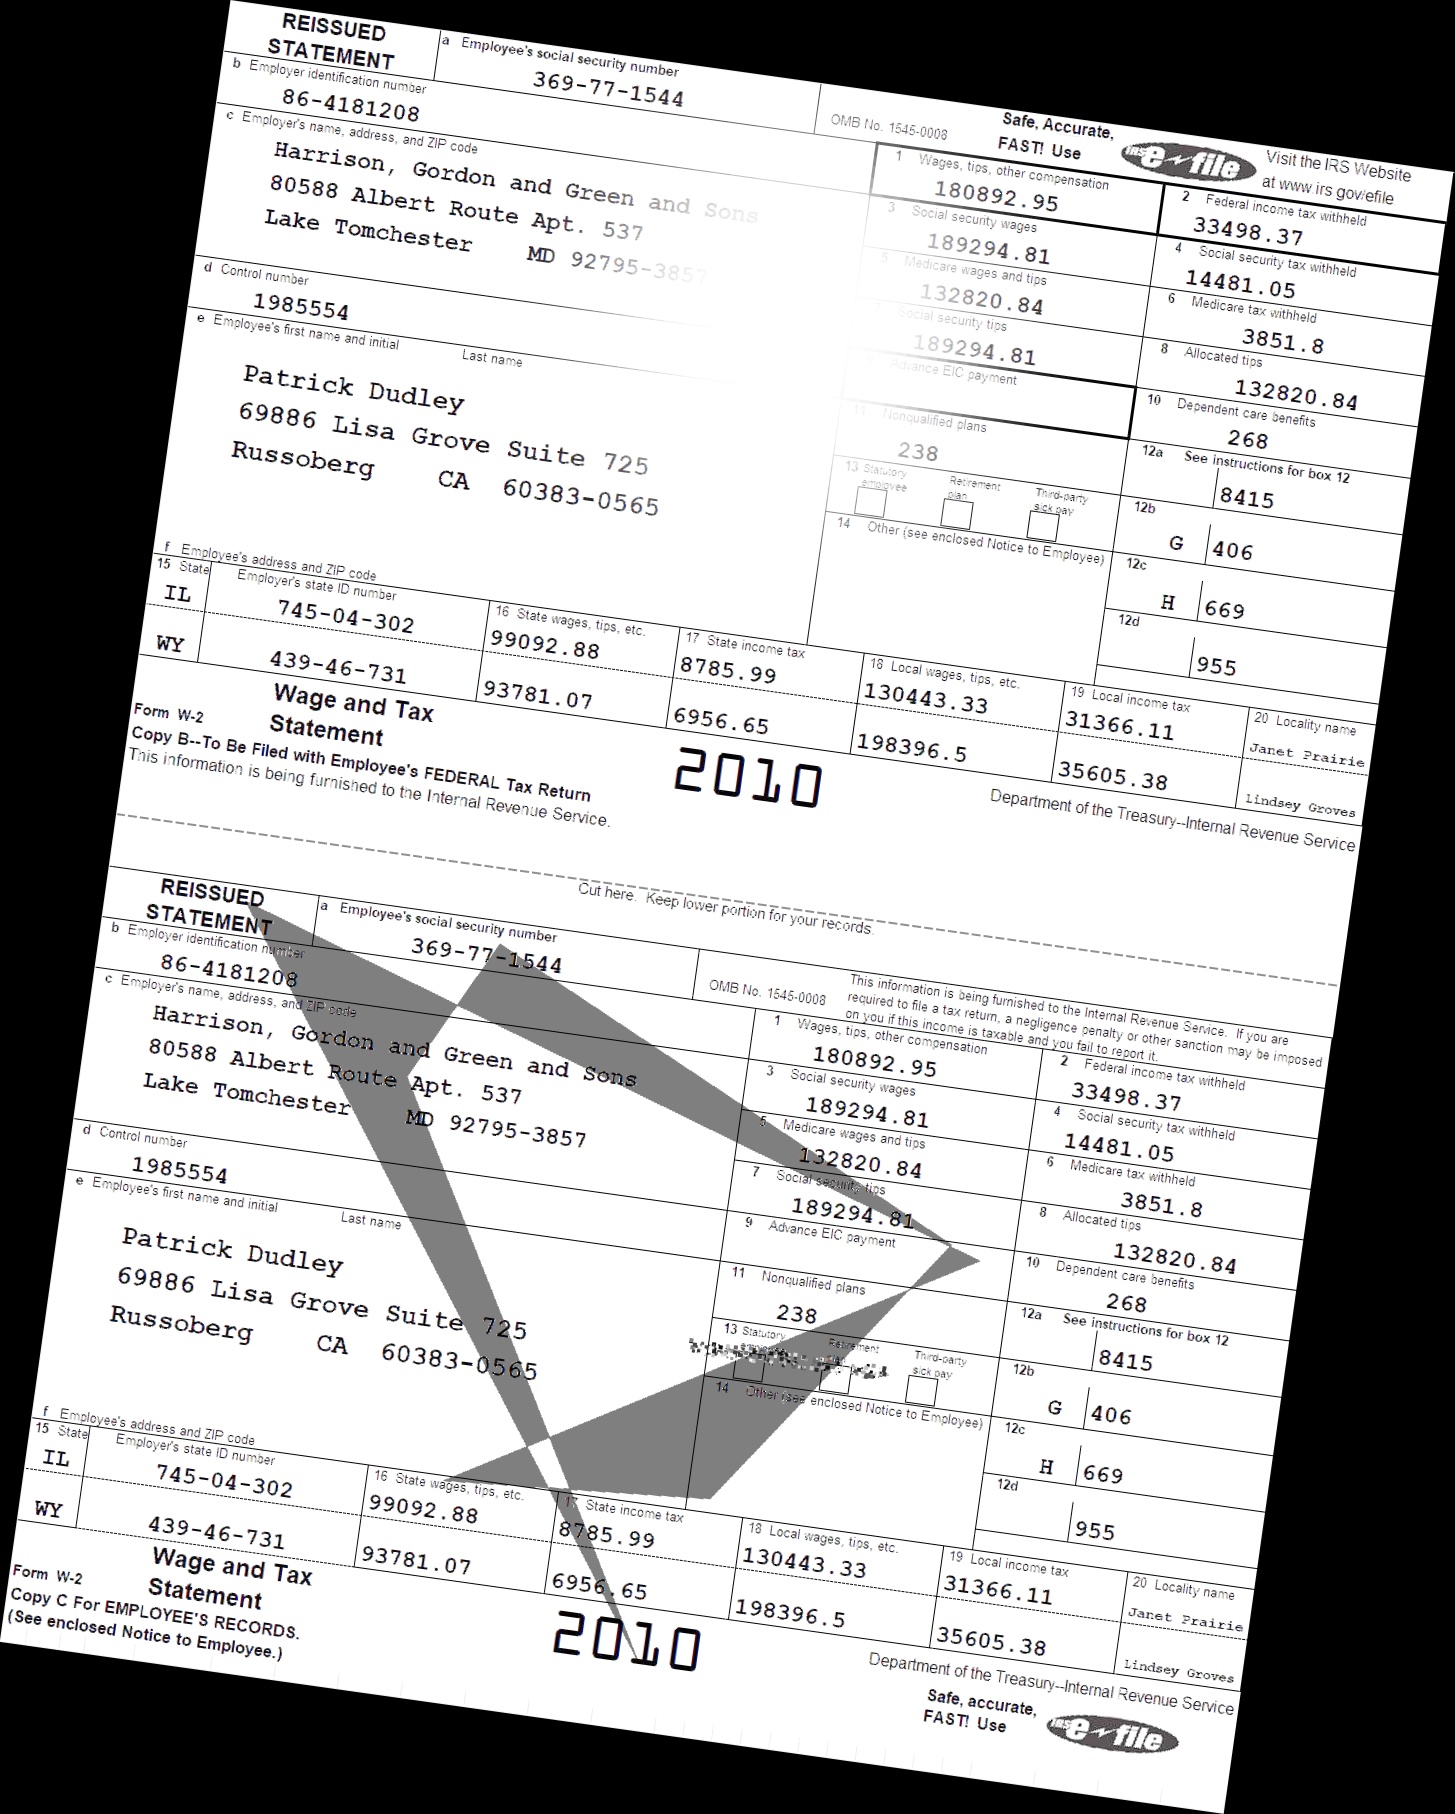 REISSUED
STATEMENT
a Employee's social security number
369-77-1544
OMB No. 1545-0008
Safe, Accurate,
FAST! Use
IRS e-file
Visit the IRS Website
at www.irs.gov/efile
b Employer identification number
86-4181208
c Employer's name, address, and ZIP code
Harrison, Gordon and Green and Sons
80588 Albert Route Apt. 537
Lake Tomchester MD 92795-3857
1 Wages, tips, other compensation
180892.95
2 Federal income tax withheld
33498.37
3 Social security wages
189294.81
4 Social security tax withheld
14481.05
5 Medicare wages and tips
132820.84
6 Medicare tax withheld
3851.8
d Control number
1985554
Social security tips
189294.81
8 Allocated tips
132820.84
e Employee's first name and initial Last name
Patrick Dudley
69886 Lisa Grove Suite 725
Russoberg CA 60383-0565
Advance EIC payment
10 Dependent care benefits
268
11 Nonqualified plans
238
12a See instructions for box 12
8415
13 Statutory employee
Retirement plan
Third-party sick pay
12b
G 406
14 Other (see enclosed Notice to Employee)
12c
H 669
12d
955
f Employee's address and ZIP code
15 State Employer's state ID number
IL 745-04-302
WY 439-46-731
16 State wages, tips, etc.
99092.88
93781.07
17 State income tax
8785.99
6956.65
18 Local wages, tips, etc.
130443.33
198396.5
19 Local income tax
31366.11
35605.38
20 Locality name
Janet Prairie
Lindsey Groves
Form W-2 Wage and Tax
Statement
2010
Department of the Treasury--Internal Revenue Service
Copy B--To Be Filed with Employee's FEDERAL Tax Return
This information is being furnished to the Internal Revenue Service.
Cut here. Keep lower portion for your records.
REISSUED
STATEMENT
a Employee's social security number
369-77-1544
OMB No. 1545-0008
This information is being furnished to the Internal Revenue Service. If you are
required to file a tax return, a negligence penalty or other sanction may be imposed
on you if this income is taxable and you fail to report it.
b Employer identification number
86-4181208
c Employer's name, address, and ZIP code
Harrison, Gordon and Green and Sons
80588 Albert Route Apt. 537
Lake Tomchester MD 92795-3857
1 Wages, tips, other compensation
180892.95
2 Federal income tax withheld
33498.37
3 Social security wages
189294.81
4 Social security tax withheld
14481.05
5 Medicare wages and tips
132820.84
6 Medicare tax withheld
3851.8
d Control number
1985554
7 Social security tips
189294.81
8 Allocated tips
132820.84
e Employee's first name and initial Last name
Patrick Dudley
69886 Lisa Grove Suite 725
Russoberg CA 60383-0565
9 Advance EIC payment
10 Dependent care benefits
268
11 Nonqualified plans
238
12a See instructions for box 12
8415
13 Statutory
Retirement
Third-party sick pay
12b
G 406
14 Other (see enclosed Notice to Employee)
12c
H 669
12d
955
f Employee's address and ZIP code
15 State Employer's state ID number
IL 745-04-302
WY 439-46-731
16 State wages, tips, etc.
99092.88
93781.07
17 State income tax
8785.99
6956.65
18 Local wages, tips, etc.
130443.33
198396.5
19 Local income tax
31366.11
35605.38
20 Locality name
Janet Prairie
Lindsey Groves
Form W-2 Wage and Tax
Statement
2010
Department of the Treasury--Internal Revenue Service
Copy C For EMPLOYEE'S RECORDS.
(See enclosed Notice to Employee.)
Safe, accurate,
FAST! Use
IRS e-file